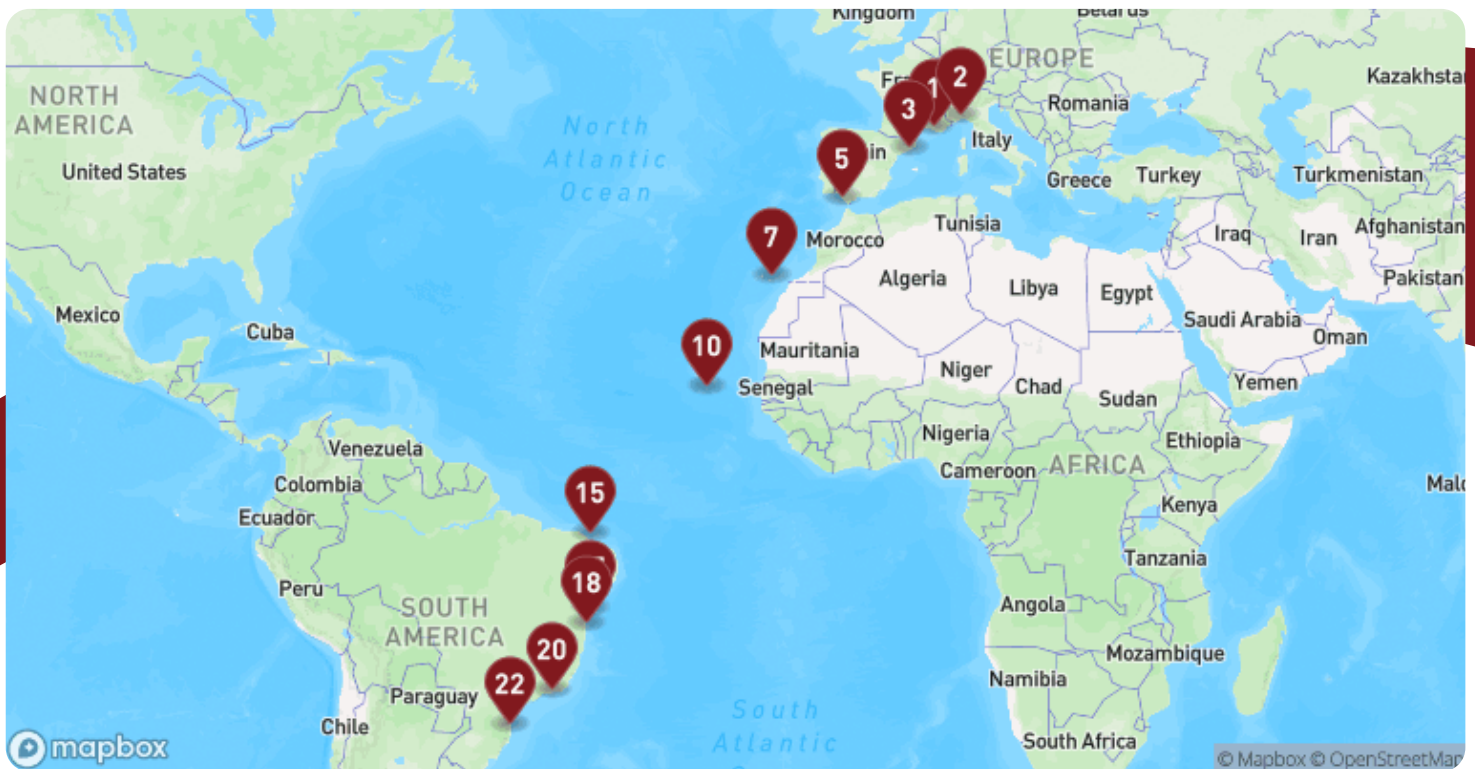 Kingdom
Belarus
EUROPE
Kazakhsta
NORTH
AMERICA
United States
Mexico
Cuba
North
Atlantic
Ocean
Fra
1
2
3
Romania
Italy
5
in
Greece
Turkey
Turkmenistan
Afghanistan
7
Morocco
Tunisia
Iraq
Iran
Pakistan
Algeria
Libya
Egypt
Saudi Arabia
Oman
10
Mauritania
Senegal
Niger
Chad
Sudan
Yemen
Nigeria
Ethiopia
Cameroon
AFRICA
Kenya
Tanzania
Angola
Mozambique
Namibia
South Africa
Venezuela
Colombia
Ecuador
Peru
SOUTH
AMERICA
Paraguay
Chile
15
18
20
22
South
Atlantic
mapbox
© Mapbox © OpenStreetMap